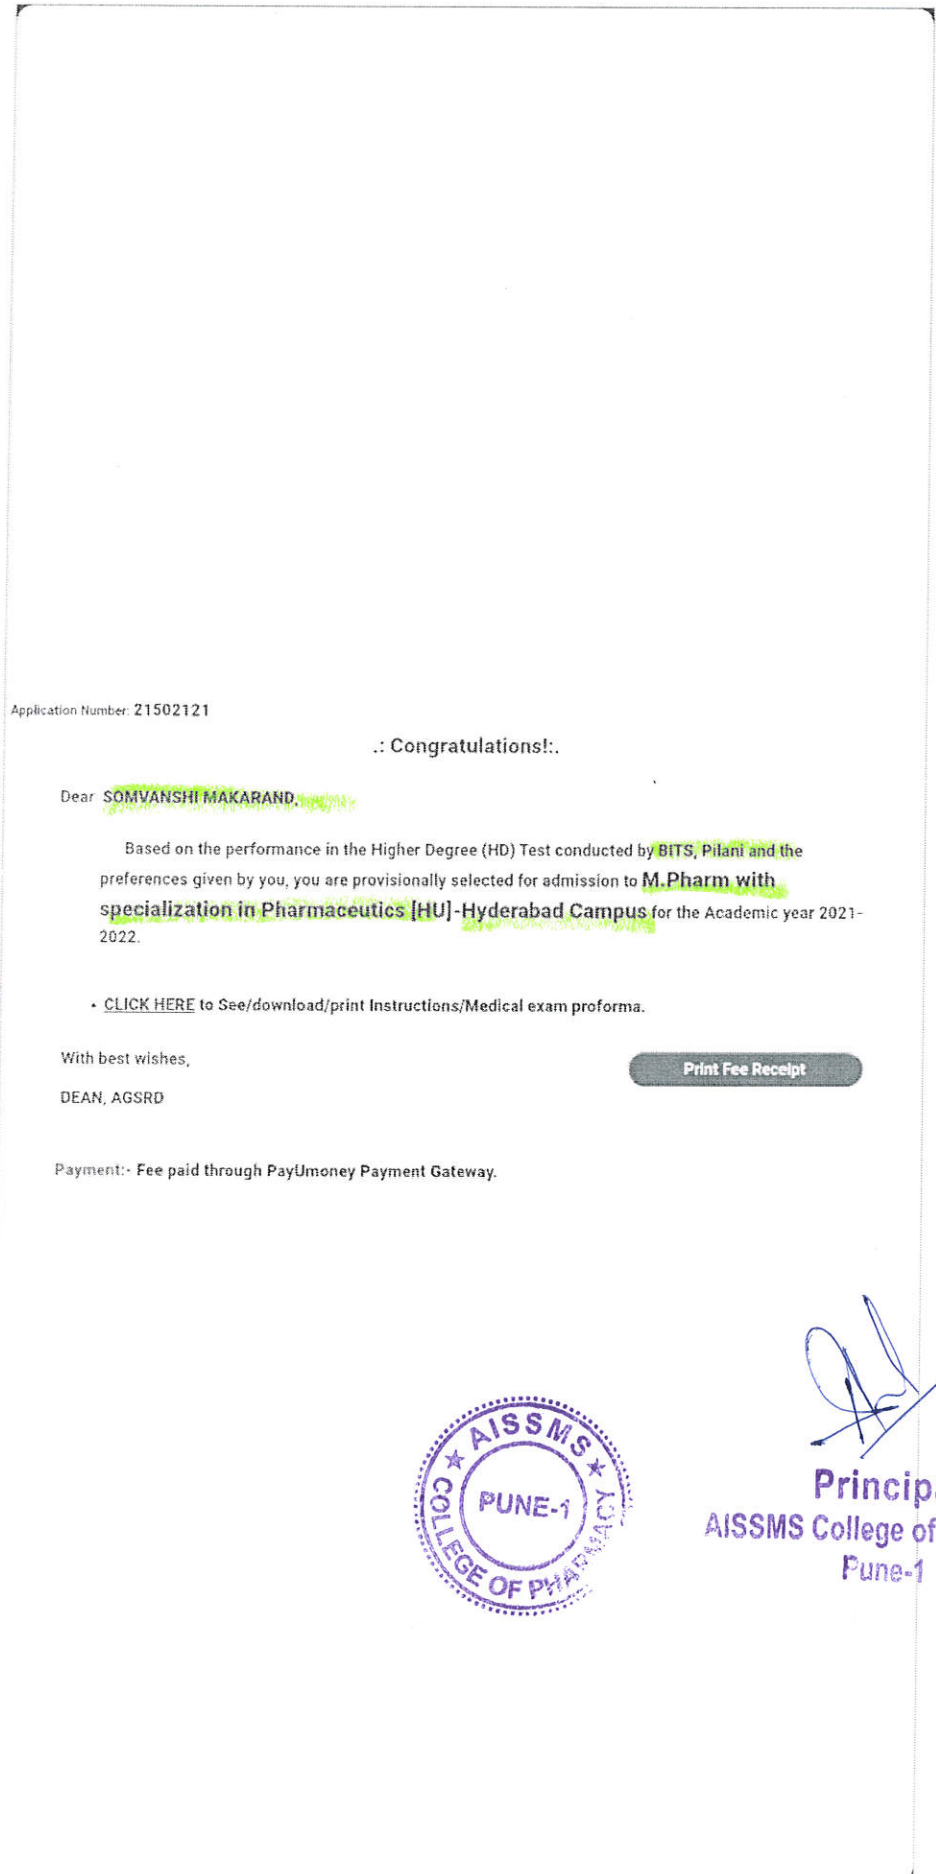 Application Number: 21502121
.: Congratulations!:.
Dear SOMVANSHI MAKARAND,
Based on the performance in the Higher Degree (HD) Test conducted by BITS, Pilani and the
preferences given by you, you are provisionally selected for admission to M.Pharm with
specialization in Pharmaceutics [HU]-Hyderabad Campus for the Academic year 2021-
2022.
• CLICK HERE to See/download/print Instructions/Medical exam proforma.
With best wishes,
Print Fee Receipt
DEAN, AGSRD
Payment:- Fee paid through PayUmoney Payment Gateway.
AISSMS
COLLEGE OF PHARMACY
PUNE-1
Princip
AISSMS College of
Pune-1